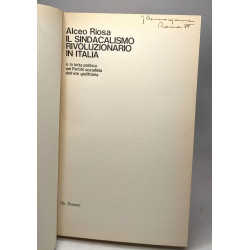 Alceo Riosa
IL SINDACALISMO
RIVOLUZIONARIO
IN ITALIA
e la lotta politica
nel Partito socialista
dell'età giolittiana
De Donato